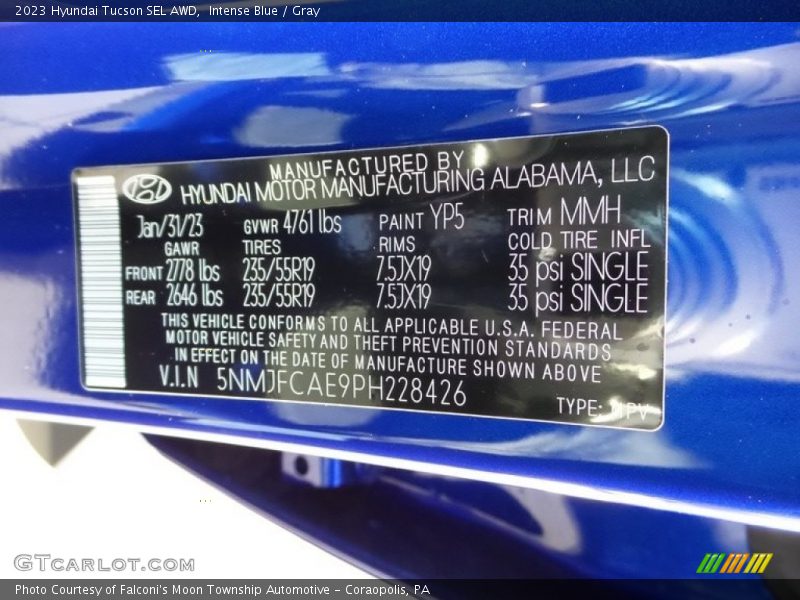 2023 Hyundai Tucson SEL AWD, Intense Blue / Gray
MANUFACTURED BY
HYUNDAI MOTOR MANUFACTURING ALABAMA, LLC
Jan/31/23 GVWR 4761 lbs PAINT YP5 TRIM MMH
GAWR TIRES RIMS COLD TIRE INFL
FRONT 2778 lbs 235/55R19 7.5JX19 35 psi SINGLE
REAR 2646 lbs 235/55R19 7.5JX19 35 psi SINGLE
THIS VEHICLE CONFORMS TO ALL APPLICABLE U.S.A. FEDERAL
MOTOR VEHICLE SAFETY AND THEFT PREVENTION STANDARDS
IN EFFECT ON THE DATE OF MANUFACTURE SHOWN ABOVE
V.I.N 5NMJFCAE9PH228426
TYPE: MPV
GTCARLOT.COM
Photo Courtesy of Falconi's Moon Township Automotive – Coraopolis, PA